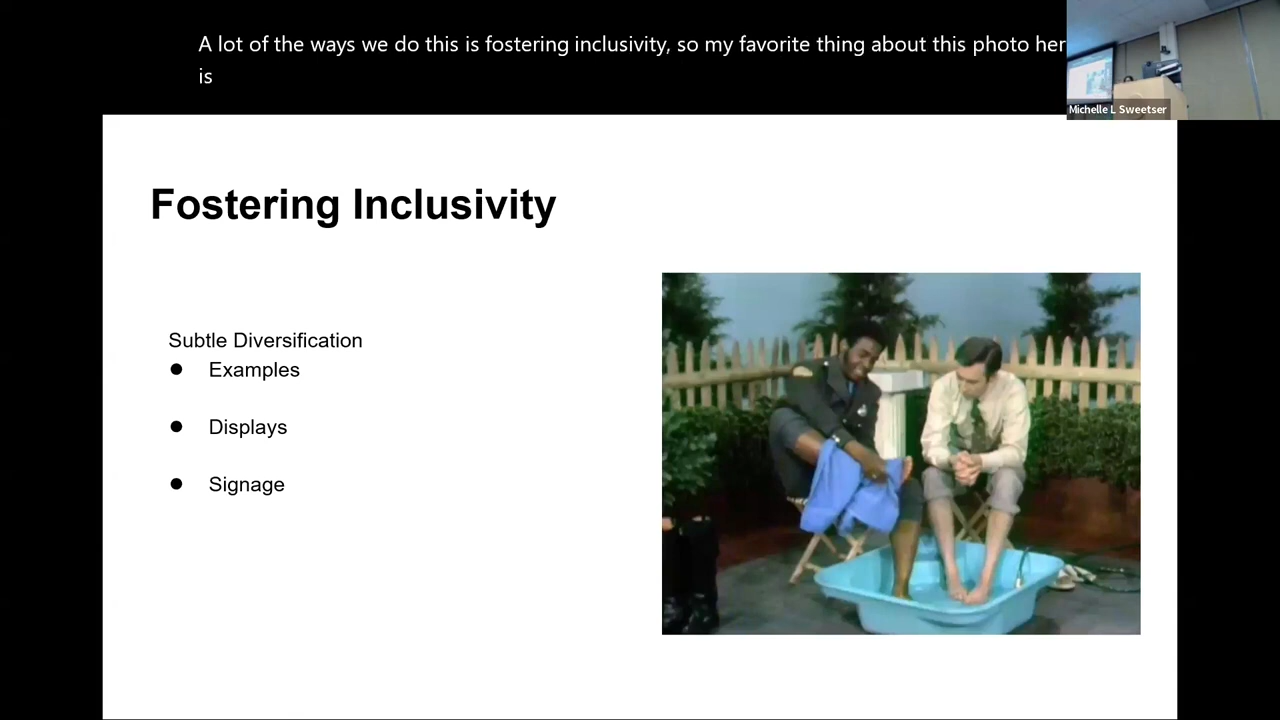 A lot of the ways we do this is fostering inclusivity, so my favorite thing about this photo her
is
Michelle L Sweetser
Fostering Inclusivity
Subtle Diversification
● Examples
● Displays
● Signage